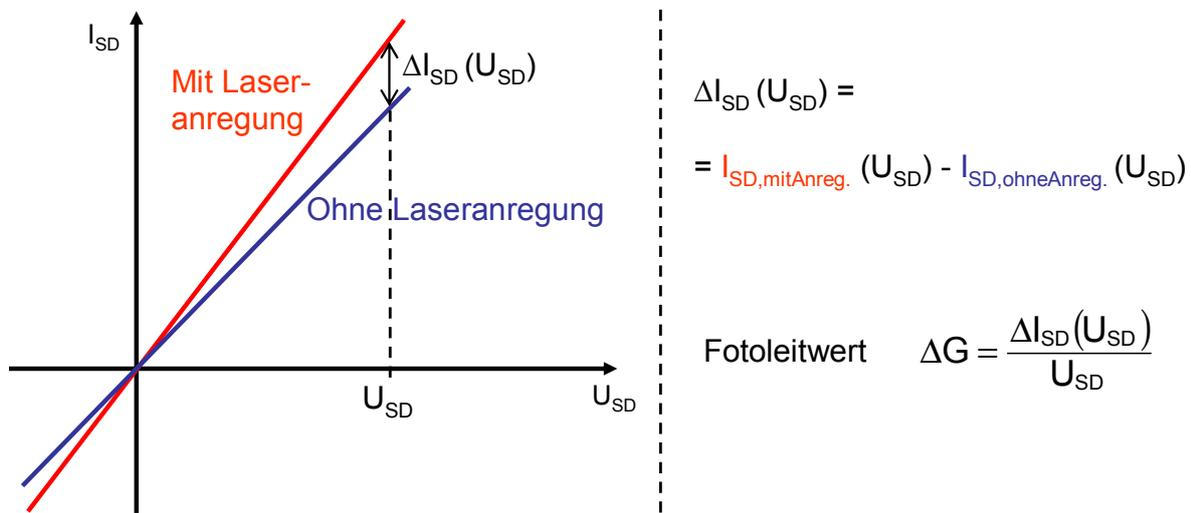 I_SD
Mit Laser-
anregung
ΔI_SD (U_SD)
Ohne Laseranregung
U_SD
U_SD
ΔI_SD (U_SD) =
= I_SD,mitAnreg. (U_SD) - I_SD,ohneAnreg. (U_SD)
Fotoleitwert ΔG = ΔI_SD(U_SD) / U_SD